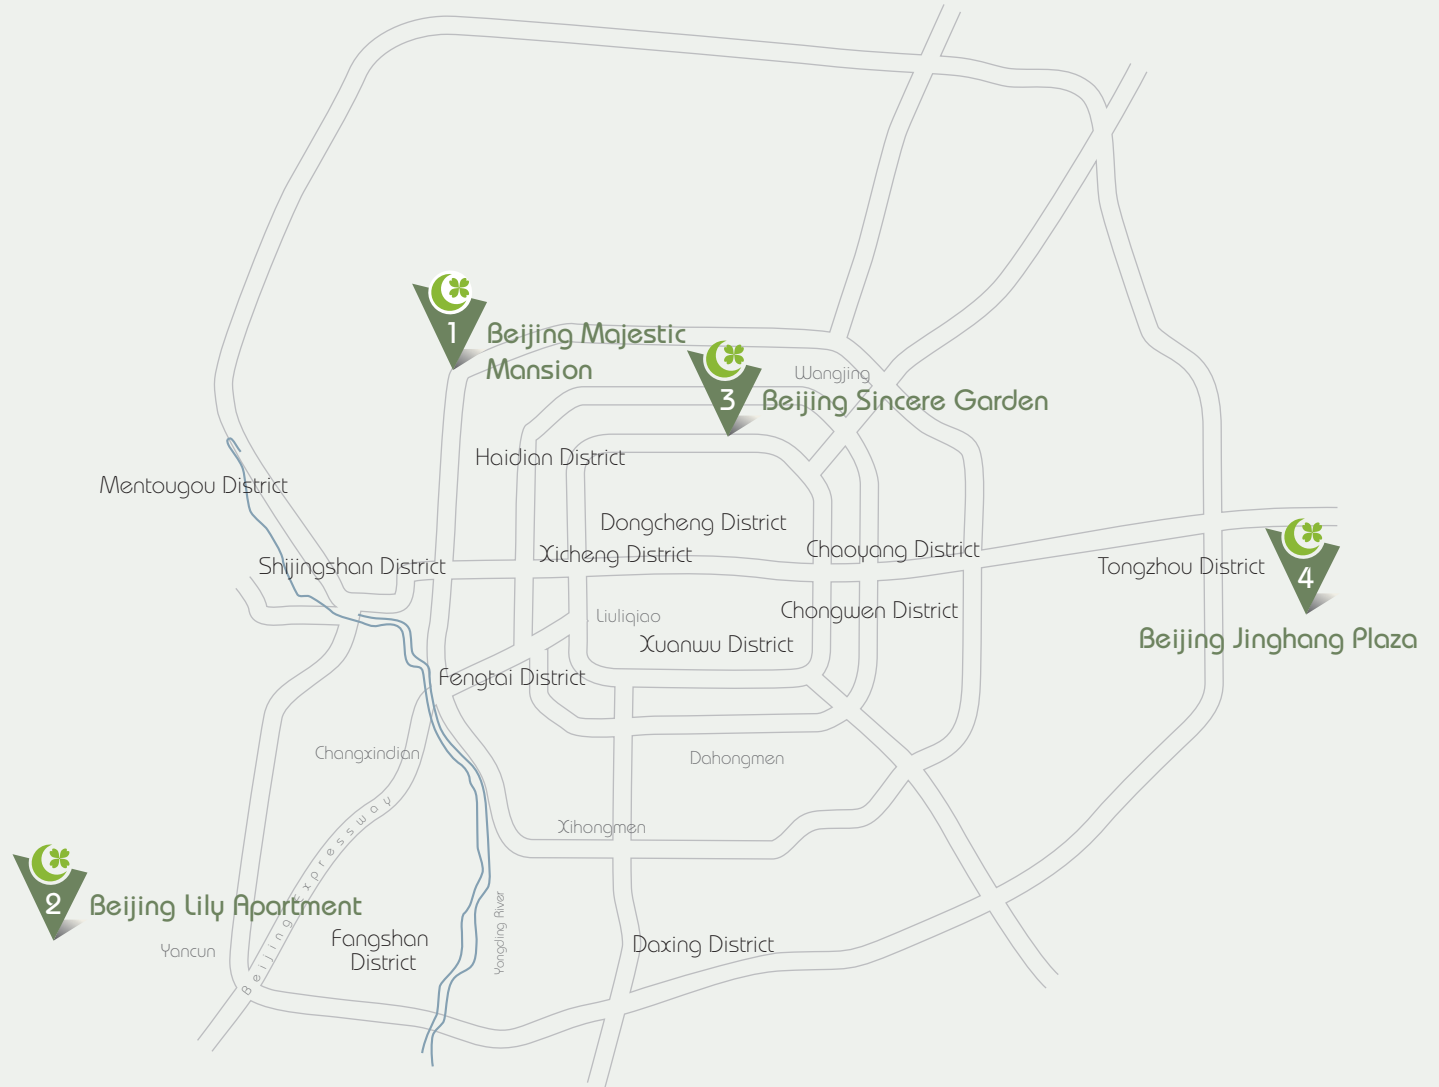 1
Beijing Majestic
Mansion
Wangjing
3
Beijing Sincere Garden
Haidian District
Mentougou District
Dongcheng District
Xicheng District
Chaoyang District
Shijingshan District
Tongzhou District
4
Chongwen District
Liuliqiao
Xuanwu District
Beijing Jinghang Plaza
Fengtai District
Changxindian
Dahongmen
Xihongmen
Beijing Expressway
2
Beijing Lily Apartment
Yongding River
Yancun
Fangshan
District
Daxing District